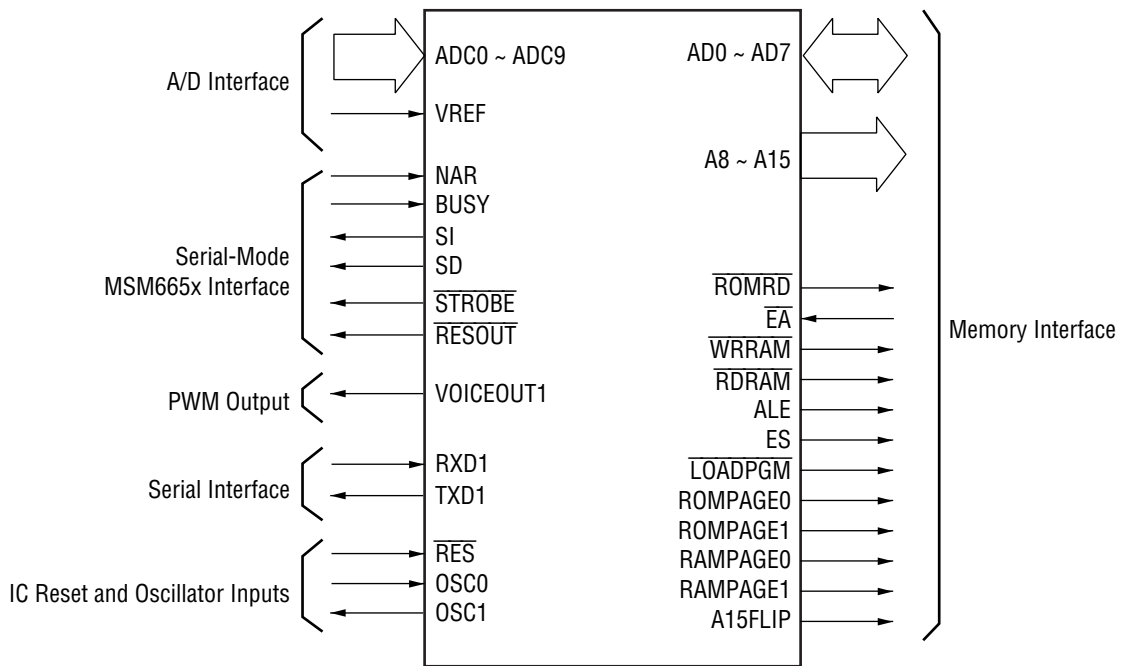 A/D Interface
ADC0 ~ ADC9
VREF
Serial-Mode
MSM665x Interface
NAR
BUSY
SI
SD
STROBE
RESOUT
PWM Output
VOICEOUT1
Serial Interface
RXD1
TXD1
IC Reset and Oscillator Inputs
RES
OSC0
OSC1
AD0 ~ AD7
A8 ~ A15
ROMRD
EA
WRRAM
RDRAM
ALE
ES
LOADPGM
ROMPAGE0
ROMPAGE1
RAMPAGE0
RAMPAGE1
A15FLIP
Memory Interface